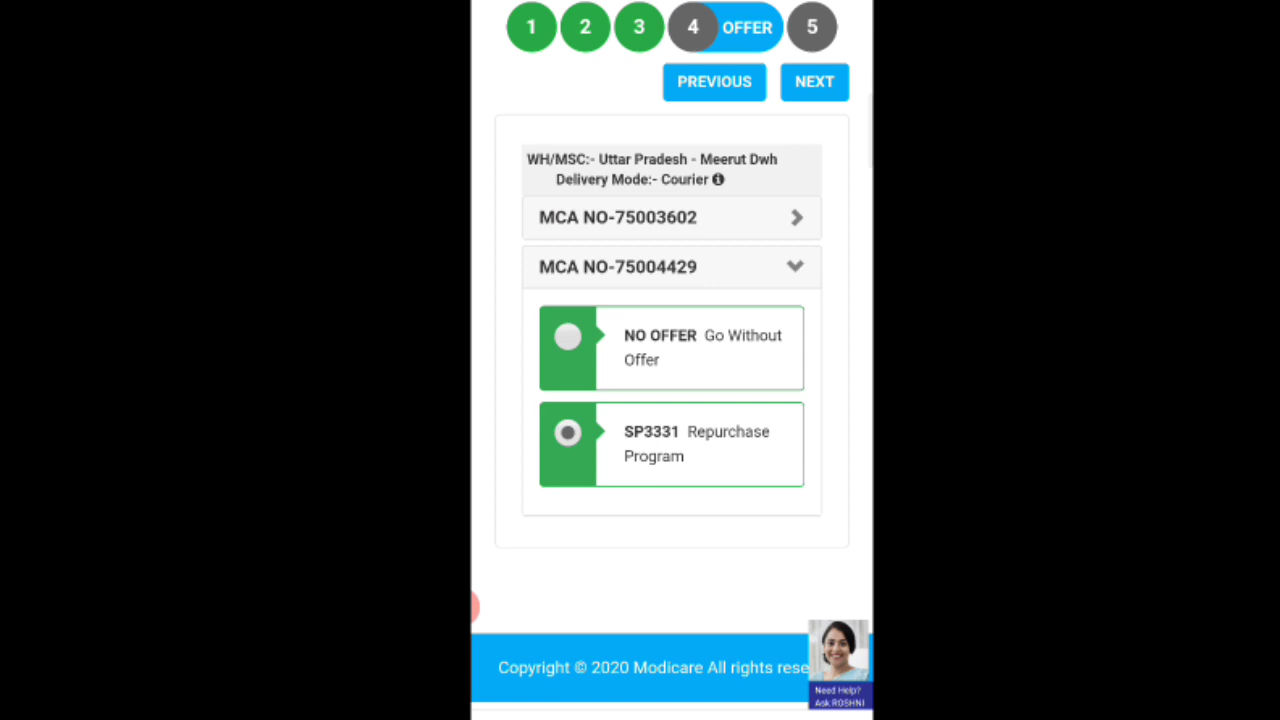 1 2 3 4 OFFER 5
PREVIOUS NEXT
WH/MSC:- Uttar Pradesh - Meerut Dwh
Delivery Mode:- Courier
MCA NO-75003602
MCA NO-75004429
NO OFFER Go Without
Offer
SP3331 Repurchase
Program
Copyright © 2020 Modicare All rights rese
Need Help?
Ask ROSHNI